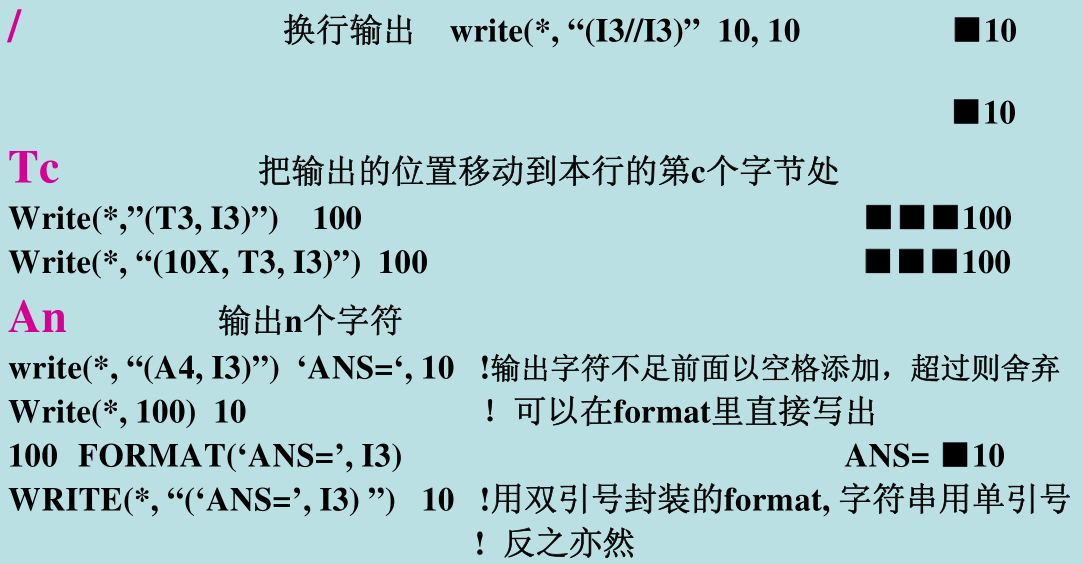 / 换行输出 write(*, “(I3//I3)” 10, 10 ■10
■10
Tc 把输出的位置移动到本行的第c个字节处
Write(*,”(T3, I3)”) 100 ■■■100
Write(*, “(10X, T3, I3)”) 100 ■■■100
An 输出n个字符
write(*, “(A4, I3)”) ‘ANS=‘, 10 !输出字符不足前面以空格添加，超过则舍弃
Write(*, 100) 10 ! 可以在format里直接写出
100 FORMAT(‘ANS=’, I3) ANS= ■10
WRITE(*, “(‘ANS=’, I3) ”) 10 !用双引号封装的format, 字符串用单引号
! 反之亦然